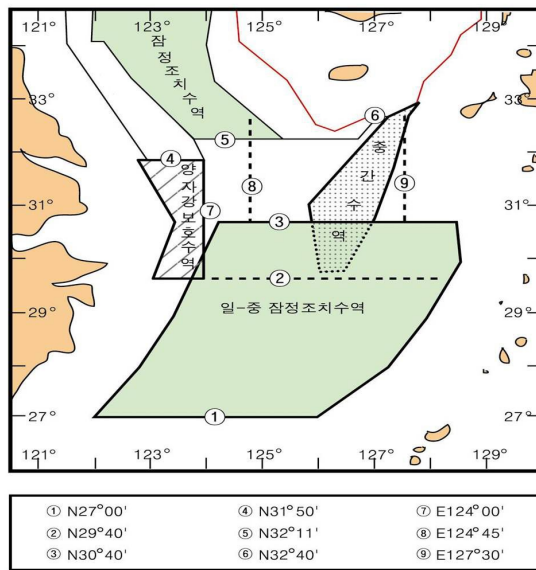 121° 123° 125° 127° 129°
잠정조치수역
33°
⑥
⑤
중간수역
④
양자강보호수역
⑧
⑨
31°
⑦
③
②
일-중 잠정조치수역
29°
29°
31°
33°
27°
①
27°
121° 123° 125° 127° 129°
① N27°00' ④ N31°50' ⑦ E124°00'
② N29°40' ⑤ N32°11' ⑧ E124°45'
③ N30°40' ⑥ N32°40' ⑨ E127°30'